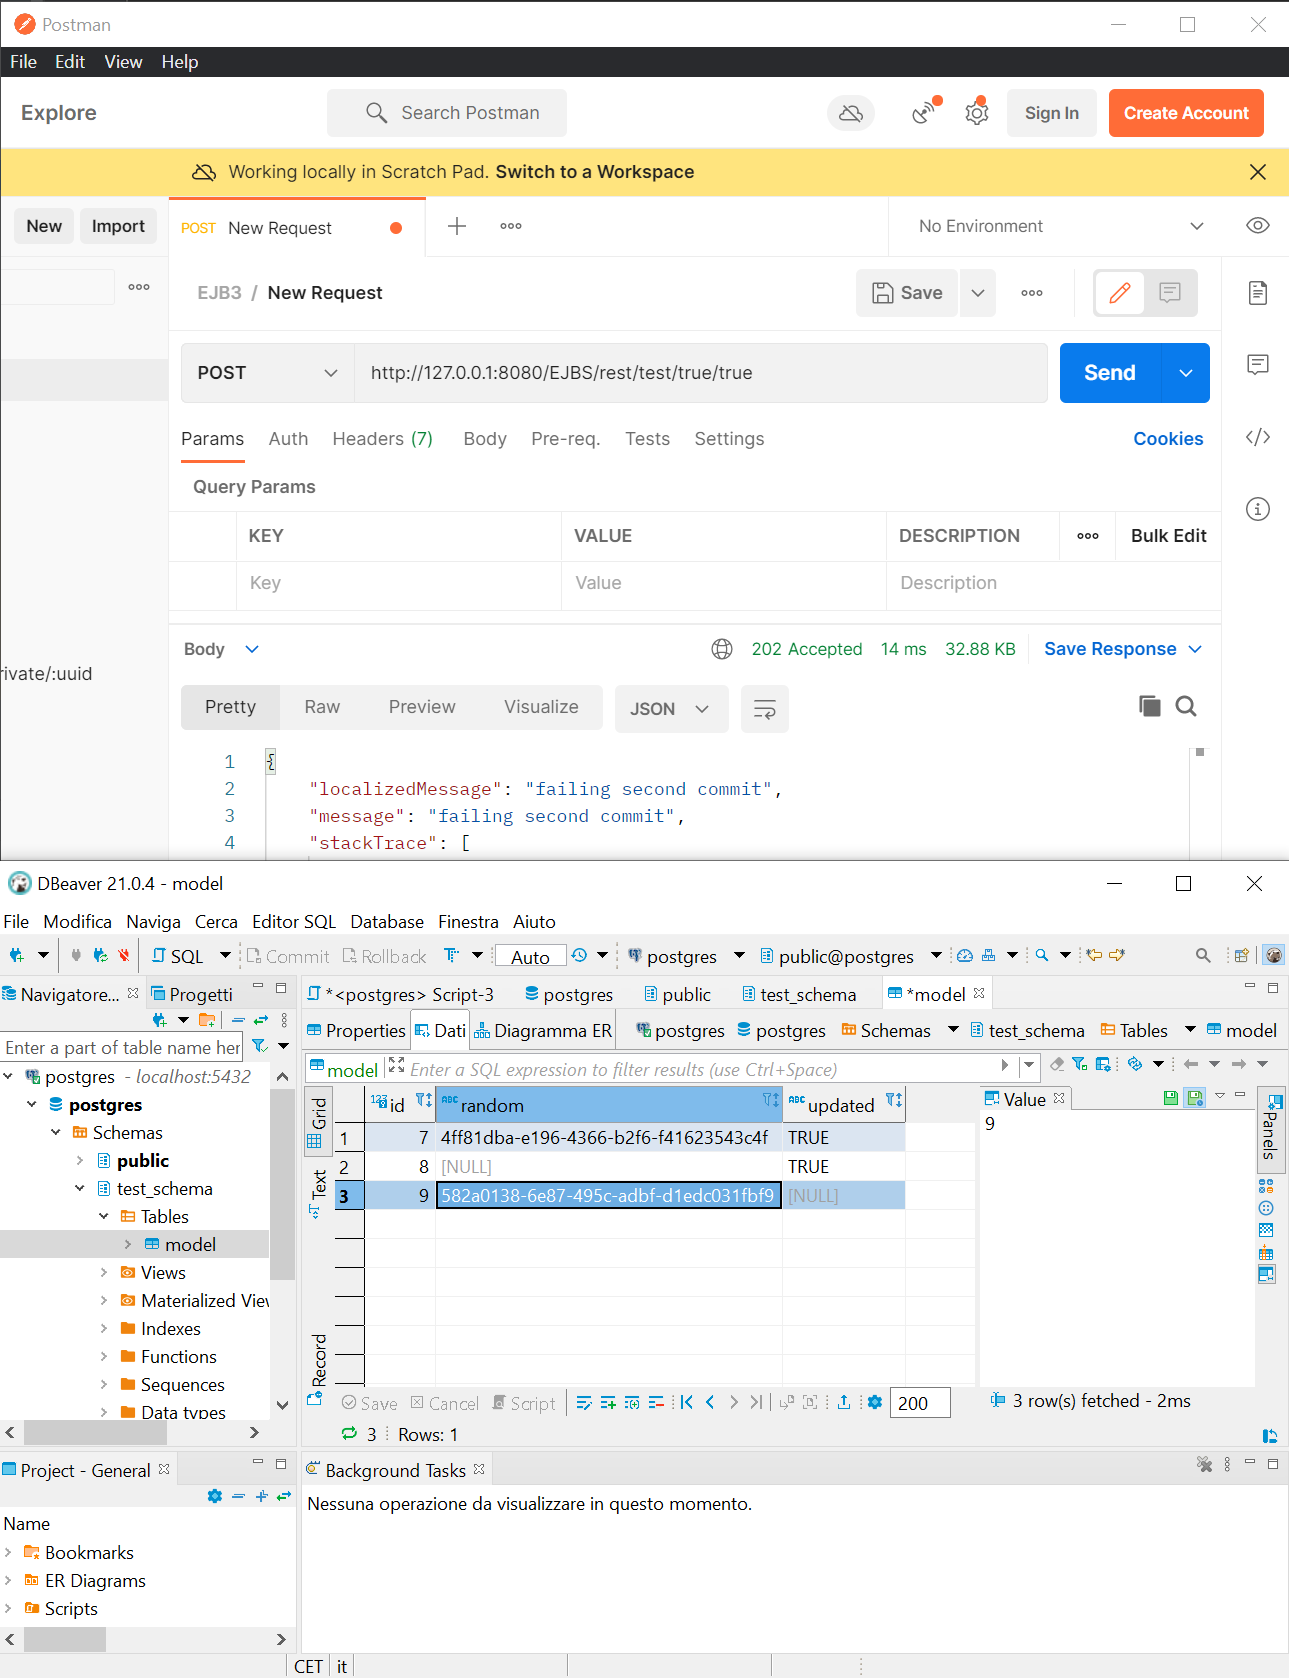 Postman
File Edit View Help
Explore Search Postman Sign In Create Account
Working locally in Scratch Pad. Switch to a Workspace
New Import POST New Request No Environment
EJB3 / New Request Save
POST http://127.0.0.1:8080/EJBS/rest/test/true/true Send
Params Auth Headers (7) Body Pre-req. Tests Settings Cookies
Query Params
KEY VALUE DESCRIPTION Bulk Edit
Key Value Description
Body 202 Accepted 14 ms 32.88 KB Save Response
rivate/:uuid
Pretty Raw Preview Visualize JSON
1 {
2 "localizedMessage": "failing second commit",
3 "message": "failing second commit",
4 "stackTrace": [
DBeaver 21.0.4 - model
File Modifica Naviga Cerca Editor SQL Database Finestra Aiuto
SQL Commit Rollback Auto postgres public@postgres
Navigatore... Progetti
Enter a part of table name her
postgres - localhost:5432
postgres
Schemas
public
test_schema
Tables
model
Views
Materialized Viev
Indexes
Functions
Sequences
Data types
*<postgres> Script-3 postgres public test_schema *model
Properties Dati Diagramma ER postgres postgres Schemas test_schema Tables model
model Enter a SQL expression to filter results (use Ctrl+Space)
Grid
Text
Record
123 id ABC random ABC updated
1 7 4ff81dba-e196-4366-b2f6-f41623543c4f TRUE
2 8 [NULL] TRUE
3 9 582a0138-6e87-495c-adbf-d1edc031fbf9 [NULL]
Value
9
Panels
Save Cancel Script 200 3 row(s) fetched - 2ms
3 Rows: 1
Project - General
Name
Bookmarks
ER Diagrams
Scripts
Background Tasks
Nessuna operazione da visualizzare in questo momento.
CET it